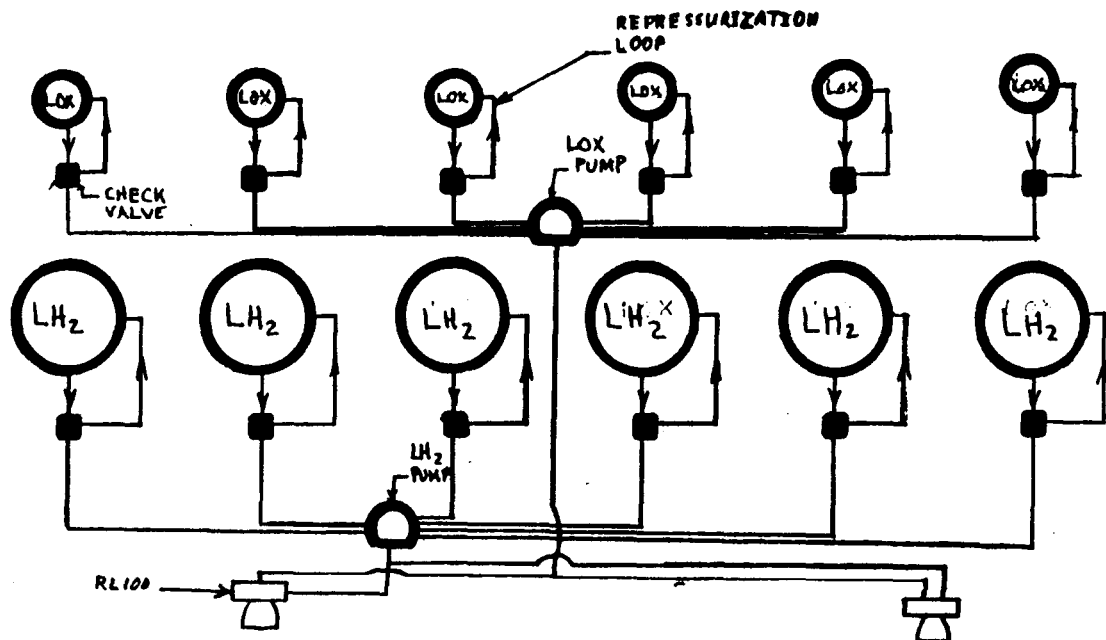 REPRESSURIZATION
LOOP
LOX LOX LOX LOX LOX LOX
LOX
PUMP
CHECK
VALVE
LH2 LH2 LH2 LH2 LH2 LH2
LH2
PUMP
RL100